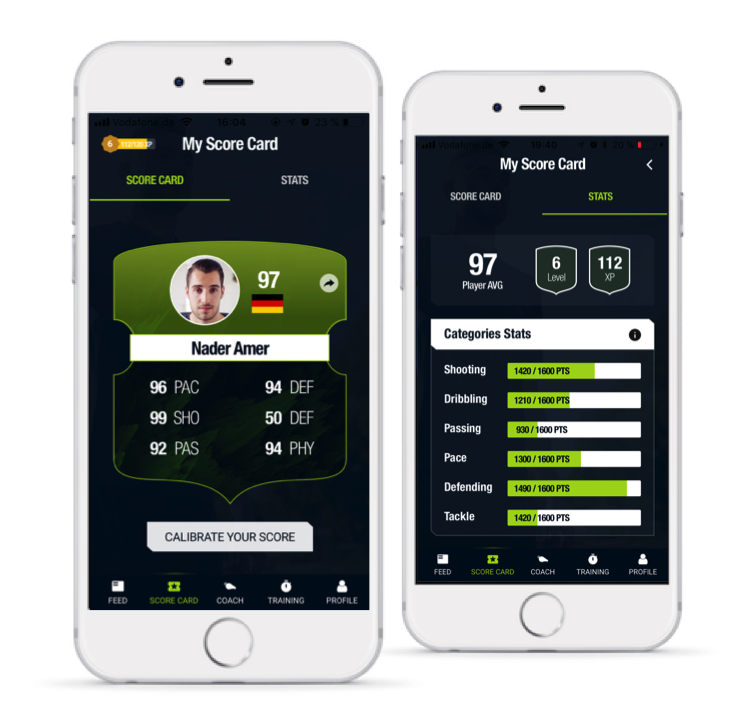 Vodafone.de 16:04 23 %
6 112/120 XP My Score Card
SCORE CARD STATS
97
Nader Amer
96 PAC 94 DEF
99 SHO 50 DEF
92 PAS 94 PHY
CALIBRATE YOUR SCORE
FEED SCORE CARD COACH TRAINING PROFILE
Vodafone.de 19:40 20 %
My Score Card
SCORE CARD STATS
97 6 112
Player AVG Level XP
Categories Stats
Shooting 1420 / 1600 PTS
Dribbling 1210 / 1600 PTS
Passing 930 / 1600 PTS
Pace 1300 / 1600 PTS
Defending 1490 / 1600 PTS
Tackle 1420 / 1600 PTS
FEED SCORE CARD COACH TRAINING PROFILE